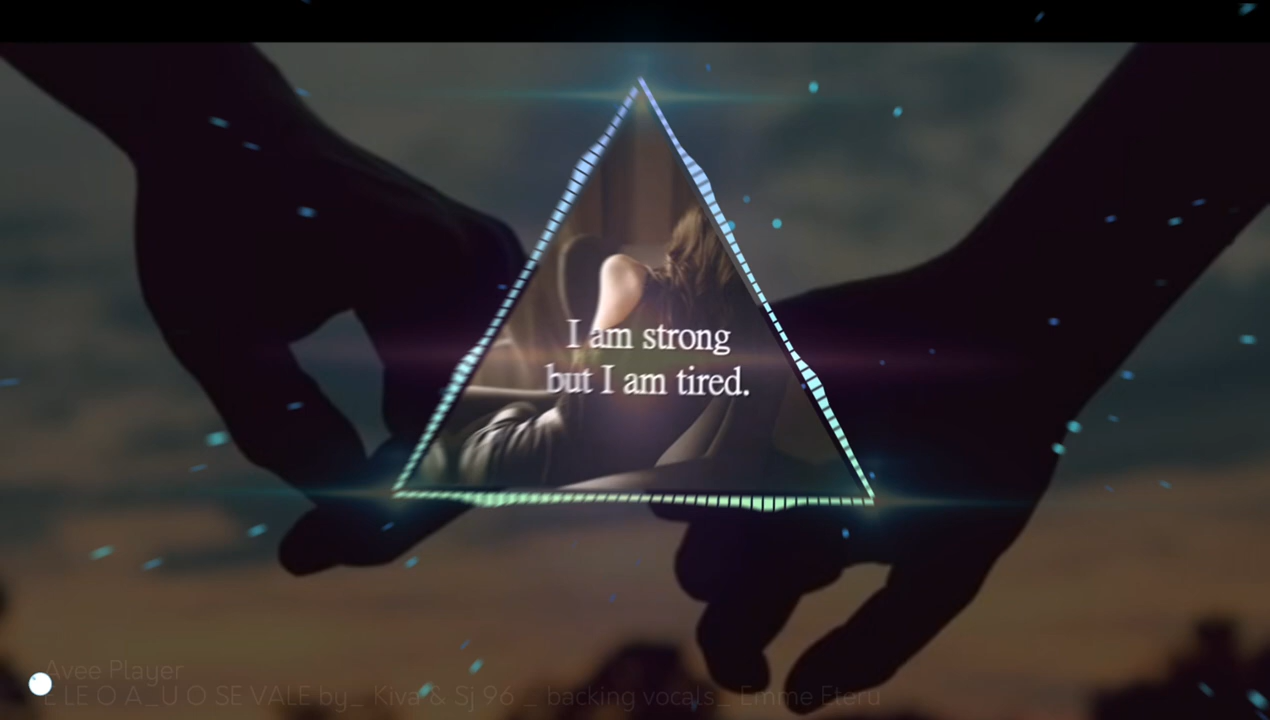 I am strong
but I am tired.
Avee Player
E LE O A_U O SE VALE by_ Kiva & Sj 96 _ backing vocals_ Emme Eteru